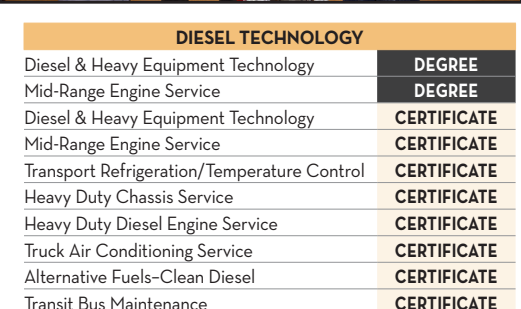 DIESEL TECHNOLOGY
Diesel & Heavy Equipment Technology DEGREE
Mid-Range Engine Service DEGREE
Diesel & Heavy Equipment Technology CERTIFICATE
Mid-Range Engine Service CERTIFICATE
Transport Refrigeration/Temperature Control CERTIFICATE
Heavy Duty Chassis Service CERTIFICATE
Heavy Duty Diesel Engine Service CERTIFICATE
Truck Air Conditioning Service CERTIFICATE
Alternative Fuels–Clean Diesel CERTIFICATE
Transit Bus Maintenance CERTIFICATE